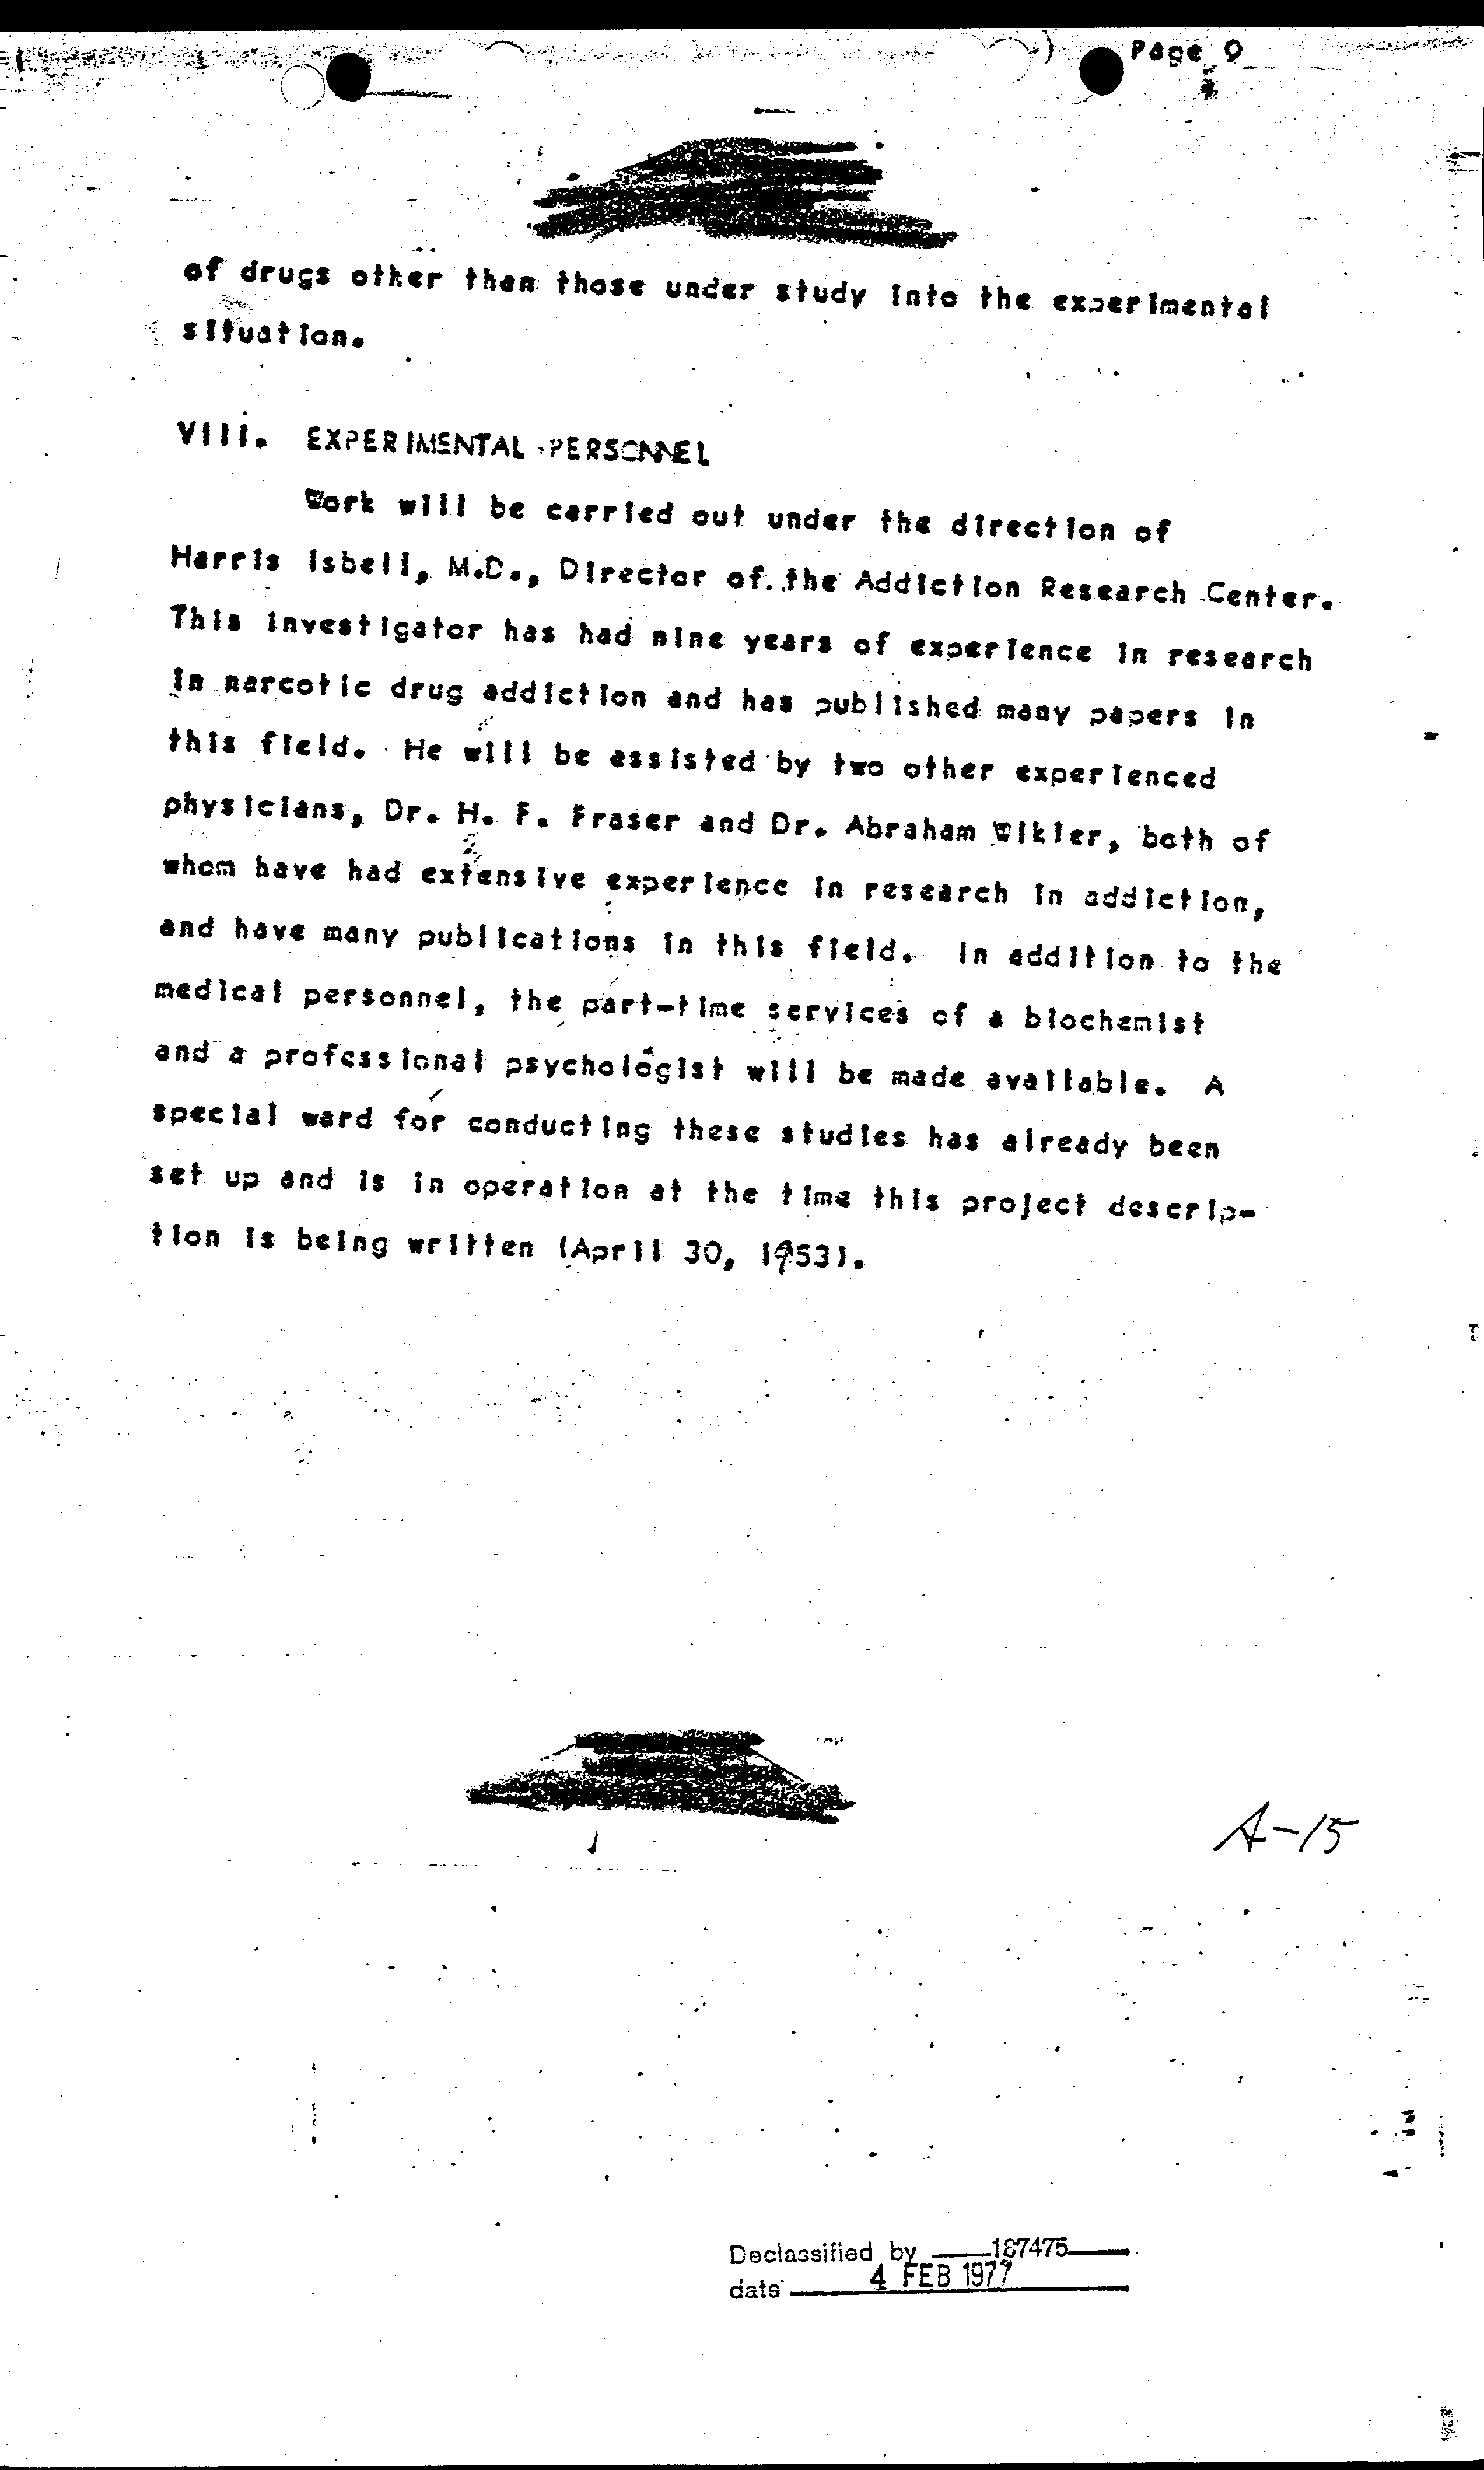 Page 9
of drugs other than those under study into the experimental
situation.
VIII. EXPERIMENTAL PERSONNEL
Work will be carried out under the direction of
Harris Isbell, M.D., Director of the Addiction Research Center.
This investigator has had nine years of experience in research
in narcotic drug addiction and has published many papers in
this field. He will be assisted by two other experienced
physicians, Dr. H. F. Fraser and Dr. Abraham Wikler, both of
whom have had extensive experience in research in addiction,
and have many publications in this field. In addition to the
medical personnel, the part-time services of a biochemist
and a professional psychologist will be made available. A
special ward for conducting these studies has already been
set up and is in operation at the time this project descrip-
tion is being written (April 30, 1953).
A-15
Declassified by 187475
date 4 FEB 1977